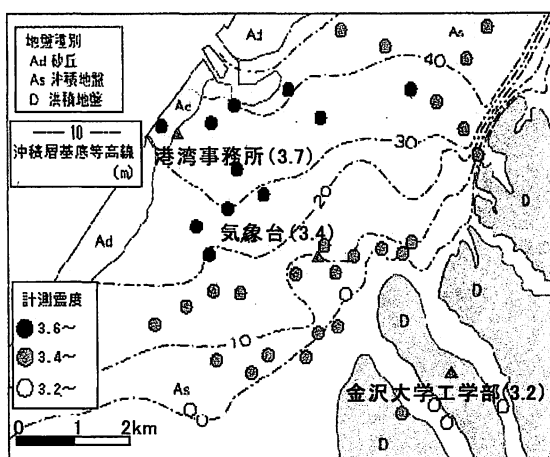 地盤種別
Ad 砂丘
As 沖積地盤
D 洪積地盤
10
沖積層基底等高線
(m)
Ad
As
40
Ad
港湾事務所(3.7)
30
D
20
Ad
気象台(3.4)
D
D
計測震度
3.6～
3.4～
3.2～
10
D
As
金沢大学工学部(3.2)
D
0 1 2km